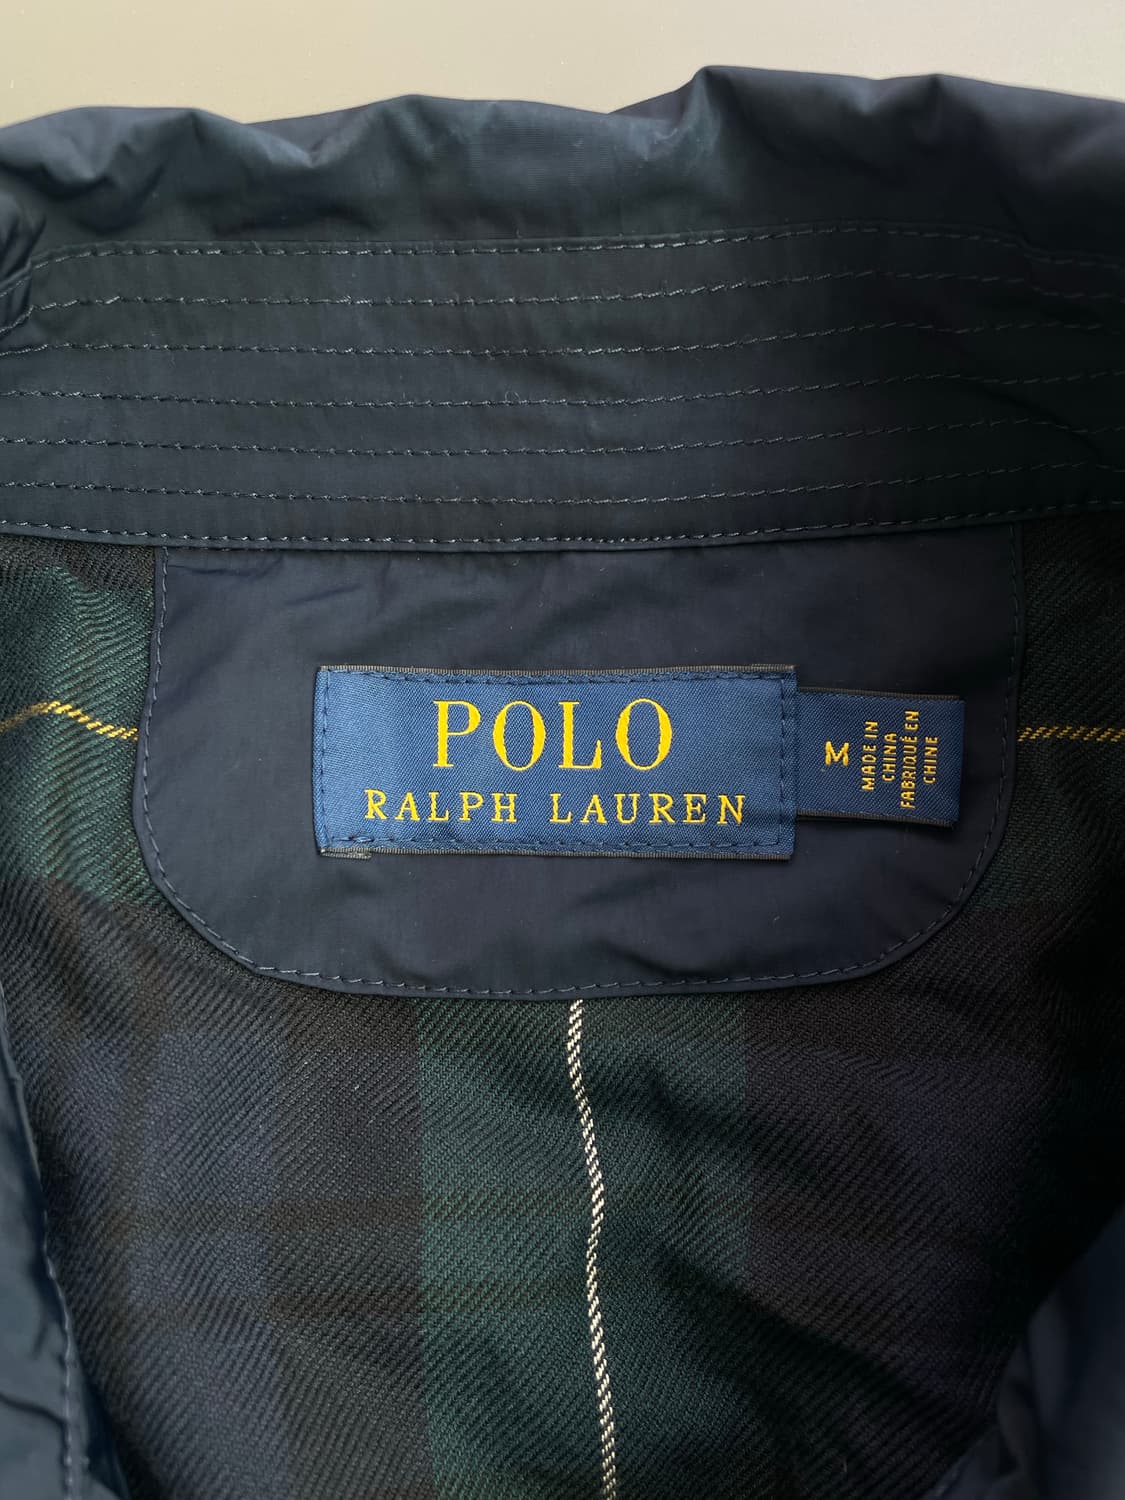 POLO
RALPH LAUREN
M
MADE IN
CHINA
FABRIQUÉ EN
CHINE